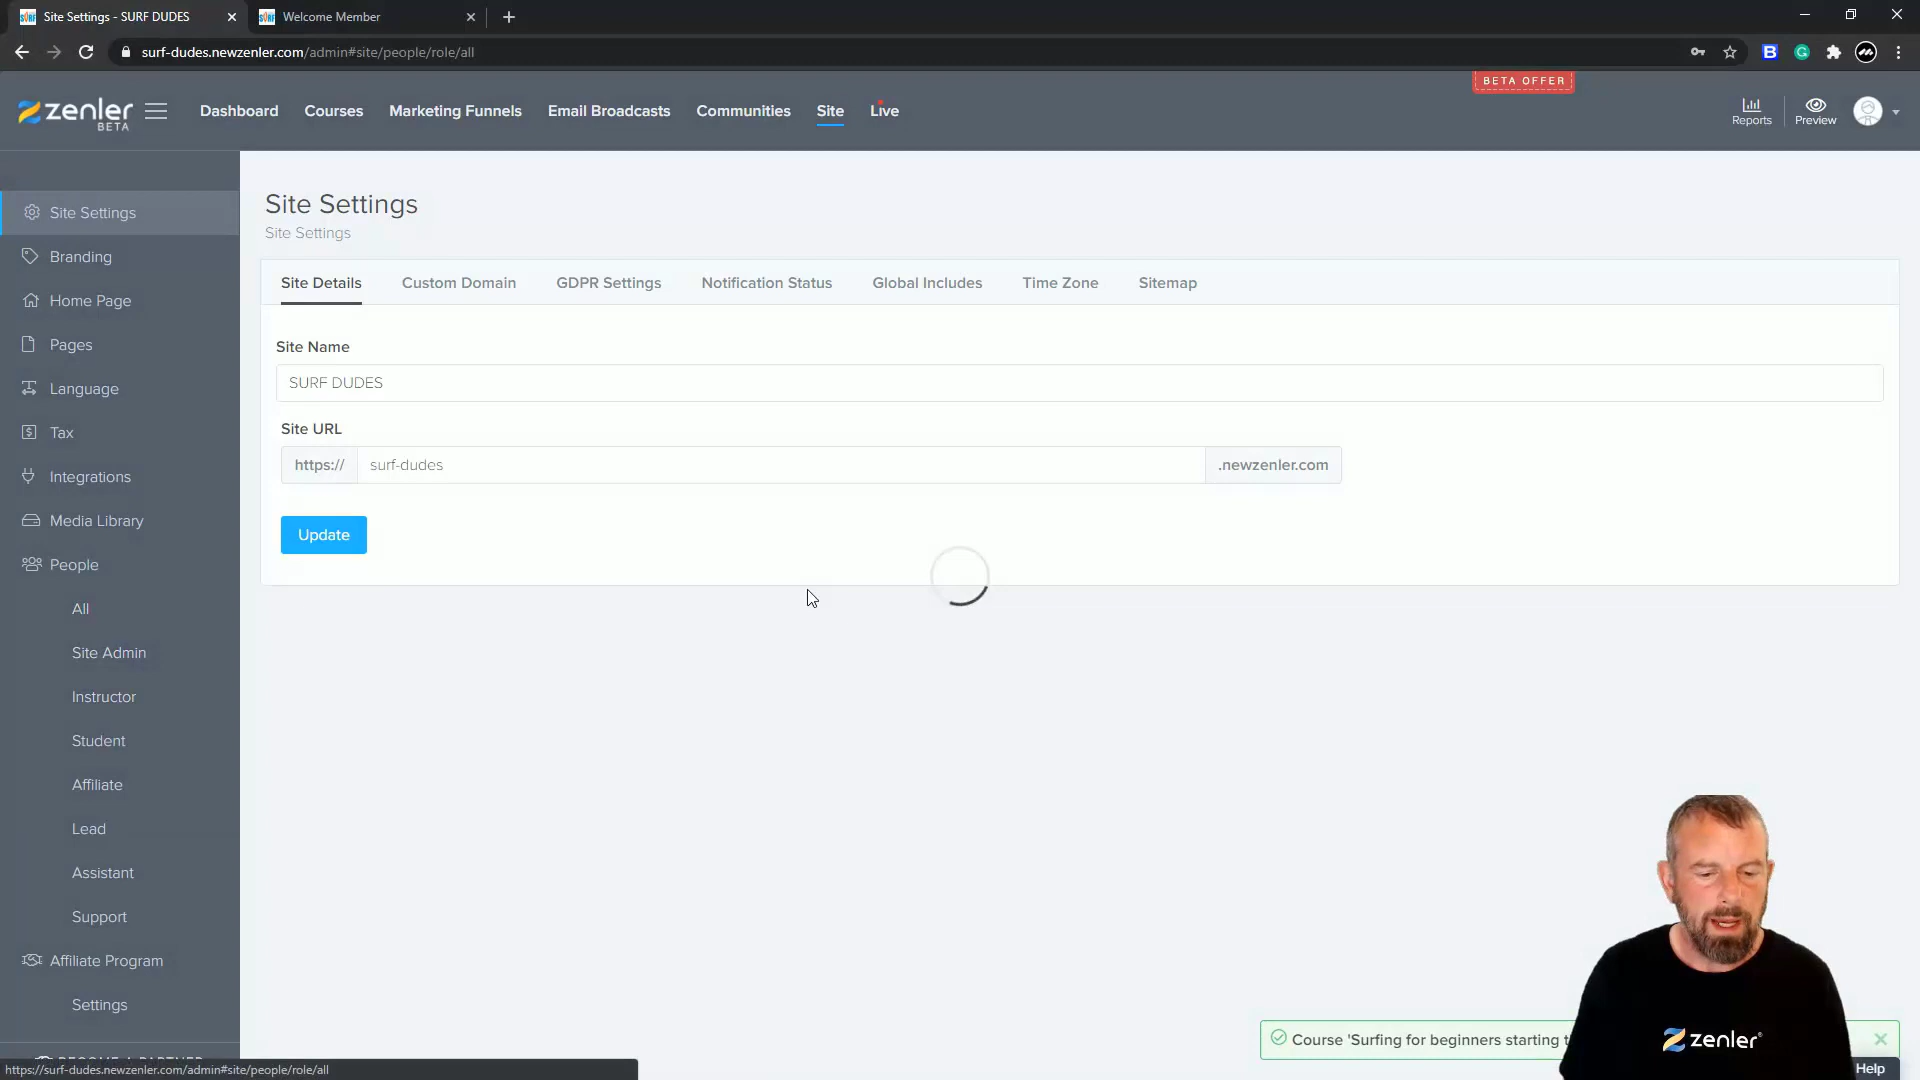 Site Settings - SURF DUDES
Welcome Member
surf-dudes.newzenler.com/admin#site/people/role/all
BETA OFFER
zenler
BETA
Dashboard
Courses
Marketing Funnels
Email Broadcasts
Communities
Site
Live
Reports
Preview
Site Settings
Branding
Home Page
Pages
Language
Tax
Integrations
Media Library
People
All
Site Admin
Instructor
Student
Affiliate
Lead
Assistant
Support
Affiliate Program
Settings
Site Settings
Site Settings
Site Details
Custom Domain
GDPR Settings
Notification Status
Global Includes
Time Zone
Sitemap
Site Name
SURF DUDES
Site URL
https://
surf-dudes
.newzenler.com
Update
Course 'Surfing for beginners starting
zenler
Help
https://surf-dudes.newzenler.com/admin#site/people/role/all